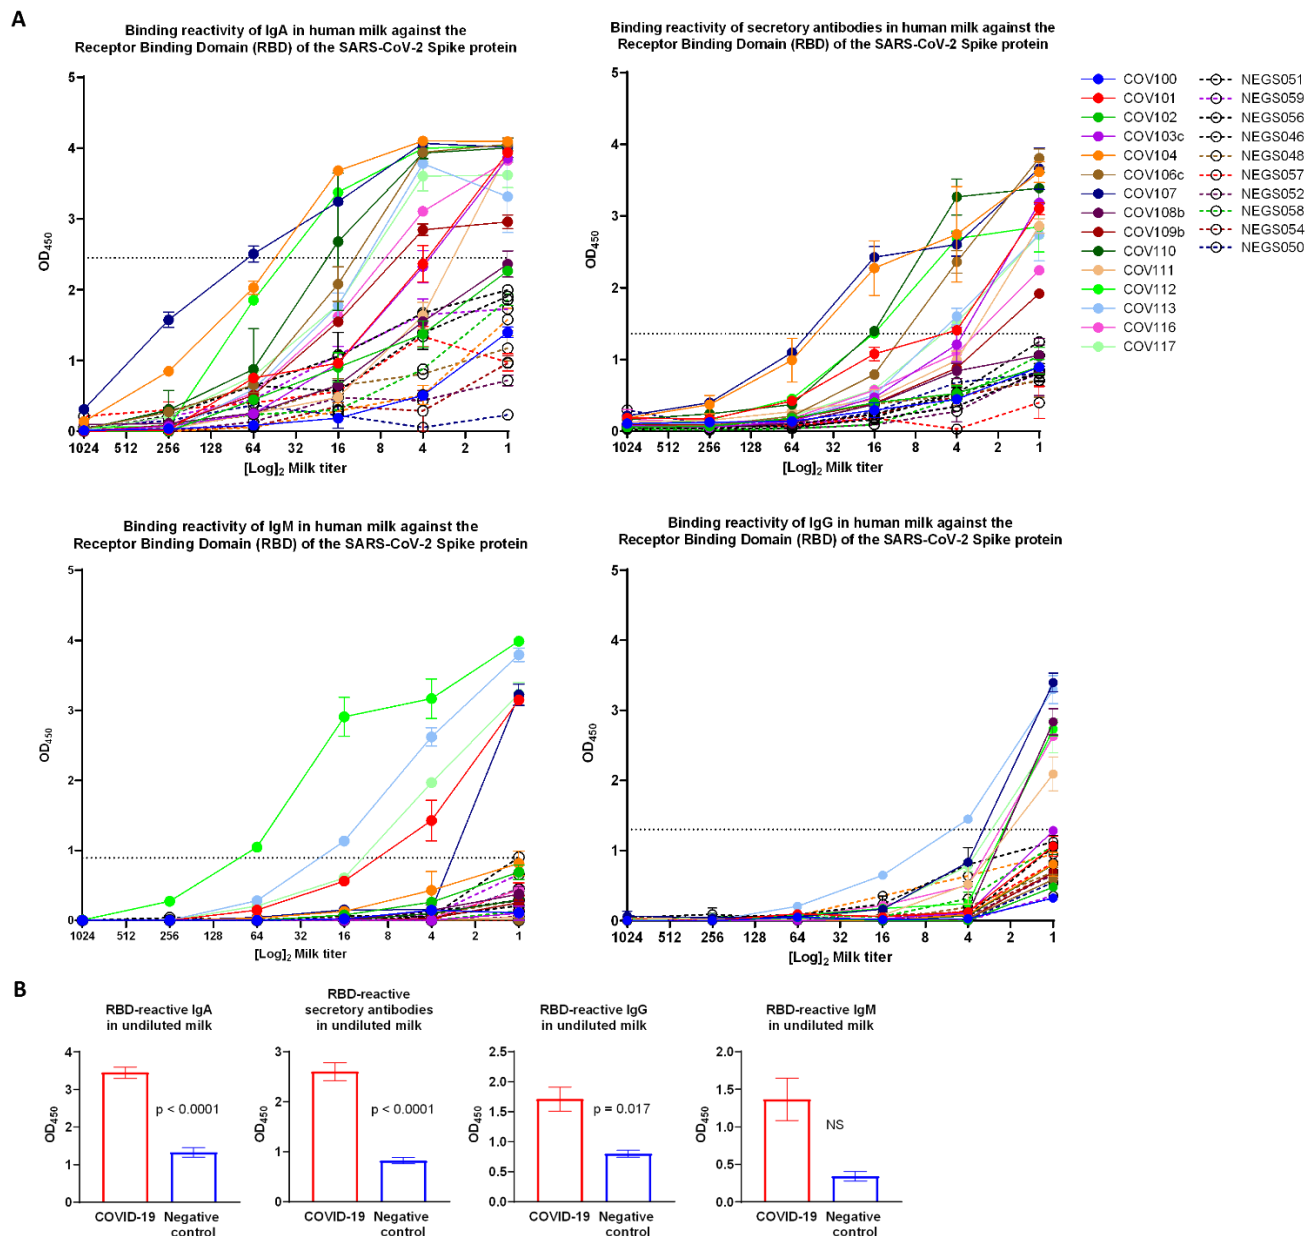 A
Binding reactivity of IgA in human milk against the
Receptor Binding Domain (RBD) of the SARS-CoV-2 Spike protein
OD450
5
4
3
2
1
0
1024 512 256 128 64 32 16 8 4 2 1
[Log]2 Milk titer
Binding reactivity of secretory antibodies in human milk against the
Receptor Binding Domain (RBD) of the SARS-CoV-2 Spike protein
OD450
5
4
3
2
1
0
1024 512 256 128 64 32 16 8 4 2 1
[Log]2 Milk titer
COV100
COV101
COV102
COV103c
COV104
COV106c
COV107
COV108b
COV109b
COV110
COV111
COV112
COV113
COV116
COV117
NEGS051
NEGS059
NEGS056
NEGS046
NEGS048
NEGS057
NEGS052
NEGS058
NEGS054
NEGS050
Binding reactivity of IgM in human milk against the
Receptor Binding Domain (RBD) of the SARS-CoV-2 Spike protein
OD450
5
4
3
2
1
0
1024 512 256 128 64 32 16 8 4 2 1
[Log]2 Milk titer
Binding reactivity of IgG in human milk against the
Receptor Binding Domain (RBD) of the SARS-CoV-2 Spike protein
OD450
5
4
3
2
1
0
1024 512 256 128 64 32 16 8 4 2 1
[Log]2 Milk titer
B
RBD-reactive IgA
in undiluted milk
OD450
4
3
2
1
0
p < 0.0001
COVID-19 Negative
control
RBD-reactive
secretory antibodies
in undiluted milk
OD450
3
2
1
0
p < 0.0001
COVID-19 Negative
control
RBD-reactive IgG
in undiluted milk
OD450
2.5
2.0
1.5
1.0
0.5
0.0
p = 0.017
COVID-19 Negative
control
RBD-reactive IgM
in undiluted milk
OD450
2.0
1.5
1.0
0.5
0.0
NS
COVID-19 Negative
control